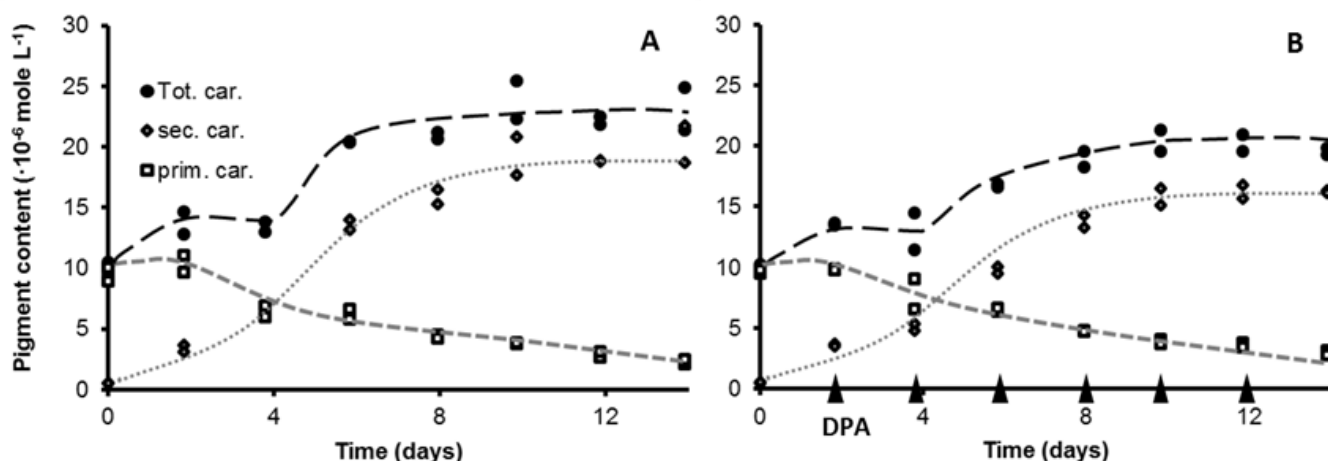 Pigment content (·10⁻⁶ mole L⁻¹)
30
25
20
15
10
5
0
A
Tot. car.
sec. car.
prim. car.
0 4 8 12
Time (days)
30
25
20
15
10
5
0
B
0 4 8 12
DPA
Time (days)